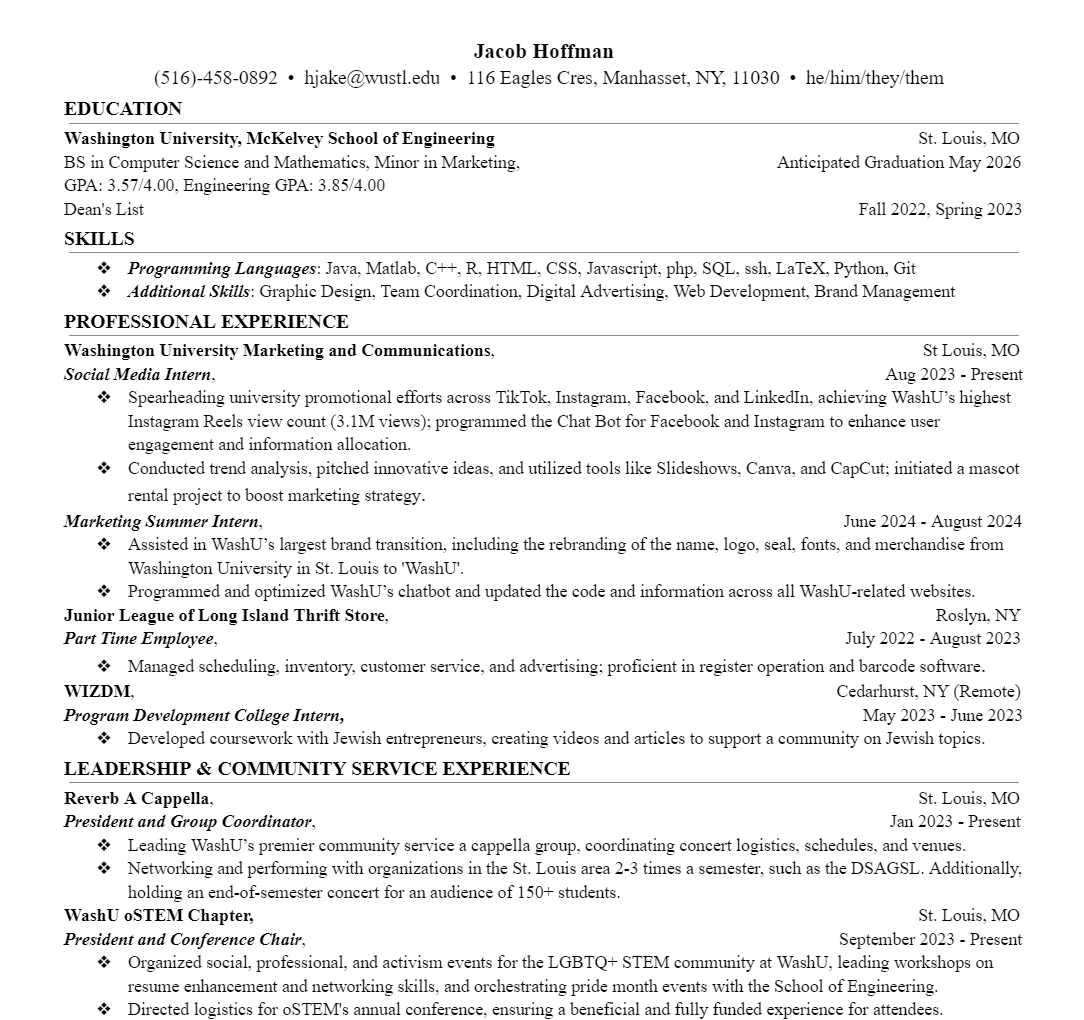 Jacob Hoffman
(516)-458-0892 • hjake@wustl.edu • 116 Eagles Cres, Manhasset, NY, 11030 • he/him/they/them
EDUCATION
Washington University, McKelvey School of Engineering St. Louis, MO
BS in Computer Science and Mathematics, Minor in Marketing, Anticipated Graduation May 2026
GPA: 3.57/4.00, Engineering GPA: 3.85/4.00
Dean's List Fall 2022, Spring 2023
SKILLS
❖ Programming Languages: Java, Matlab, C++, R, HTML, CSS, Javascript, php, SQL, ssh, LaTeX, Python, Git
❖ Additional Skills: Graphic Design, Team Coordination, Digital Advertising, Web Development, Brand Management
PROFESSIONAL EXPERIENCE
Washington University Marketing and Communications, St Louis, MO
Social Media Intern, Aug 2023 - Present
❖ Spearheading university promotional efforts across TikTok, Instagram, Facebook, and LinkedIn, achieving WashU’s highest
Instagram Reels view count (3.1M views); programmed the Chat Bot for Facebook and Instagram to enhance user
engagement and information allocation.
❖ Conducted trend analysis, pitched innovative ideas, and utilized tools like Slideshows, Canva, and CapCut; initiated a mascot
rental project to boost marketing strategy.
Marketing Summer Intern, June 2024 - August 2024
❖ Assisted in WashU’s largest brand transition, including the rebranding of the name, logo, seal, fonts, and merchandise from
Washington University in St. Louis to 'WashU'.
❖ Programmed and optimized WashU’s chatbot and updated the code and information across all WashU-related websites.
Junior League of Long Island Thrift Store, Roslyn, NY
Part Time Employee, July 2022 - August 2023
❖ Managed scheduling, inventory, customer service, and advertising; proficient in register operation and barcode software.
WIZDM, Cedarhurst, NY (Remote)
Program Development College Intern, May 2023 - June 2023
❖ Developed coursework with Jewish entrepreneurs, creating videos and articles to support a community on Jewish topics.
LEADERSHIP & COMMUNITY SERVICE EXPERIENCE
Reverb A Cappella, St. Louis, MO
President and Group Coordinator, Jan 2023 - Present
❖ Leading WashU’s premier community service a cappella group, coordinating concert logistics, schedules, and venues.
❖ Networking and performing with organizations in the St. Louis area 2-3 times a semester, such as the DSAGSL. Additionally,
holding an end-of-semester concert for an audience of 150+ students.
WashU oSTEM Chapter, St. Louis, MO
President and Conference Chair, September 2023 - Present
❖ Organized social, professional, and activism events for the LGBTQ+ STEM community at WashU, leading workshops on
resume enhancement and networking skills, and orchestrating pride month events with the School of Engineering.
❖ Directed logistics for oSTEM's annual conference, ensuring a beneficial and fully funded experience for attendees.